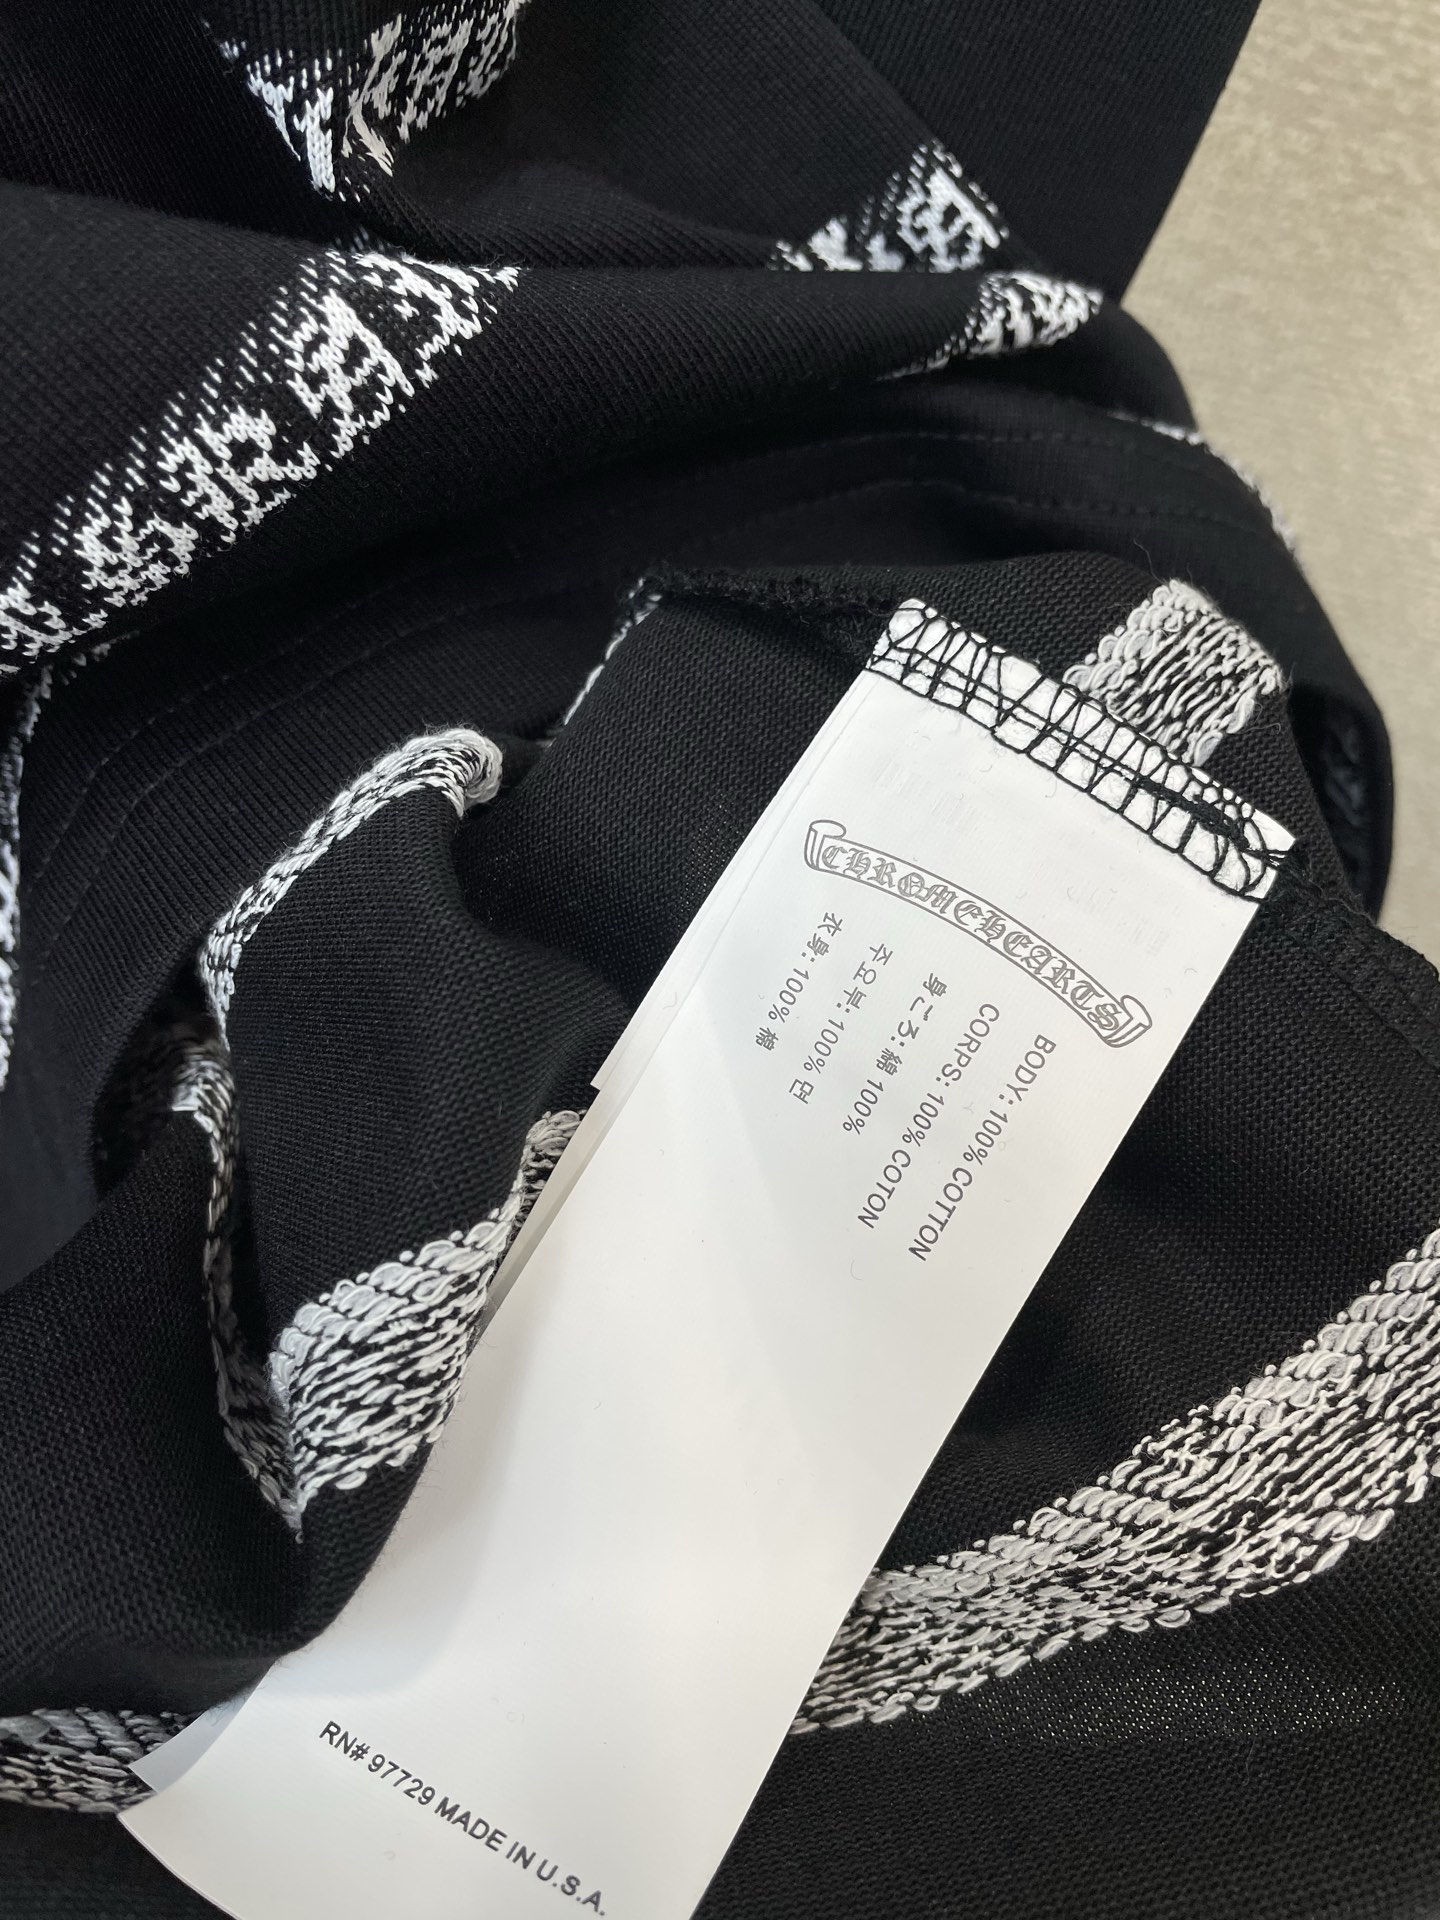 CHROME HEARTS
BODY: 100% COTTON
CORPS: 100% COTON
身ごろ: 綿 100%
주요부: 100% 면
衣身: 100% 棉
RN# 97729 MADE IN U.S.A.